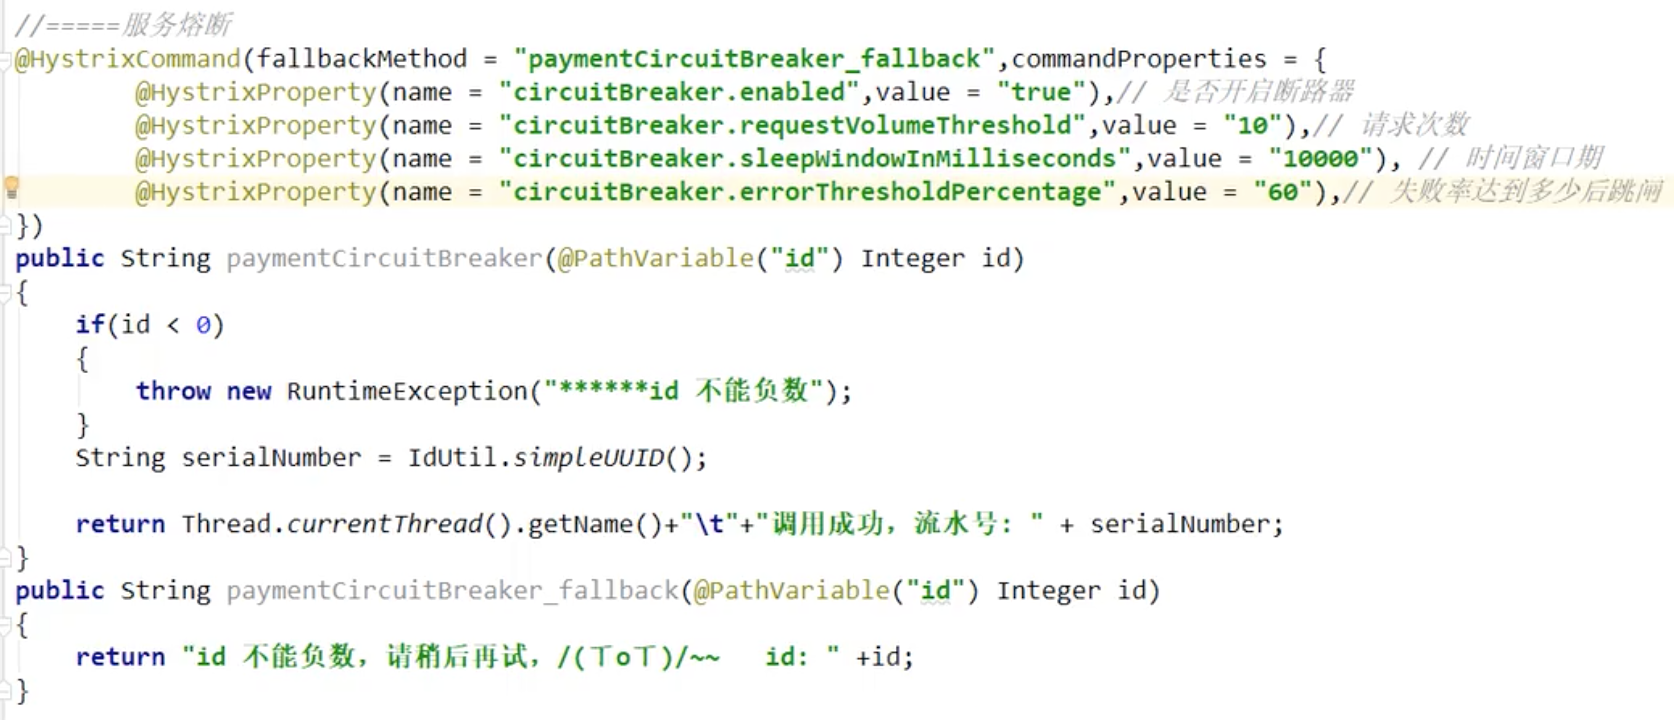 //=====服务熔断
@HystrixCommand(fallbackMethod = "paymentCircuitBreaker_fallback",commandProperties = {
        @HystrixProperty(name = "circuitBreaker.enabled",value = "true"),// 是否开启断路器
        @HystrixProperty(name = "circuitBreaker.requestVolumeThreshold",value = "10"),// 请求次数
        @HystrixProperty(name = "circuitBreaker.sleepWindowInMilliseconds",value = "10000"), // 时间窗口期
        @HystrixProperty(name = "circuitBreaker.errorThresholdPercentage",value = "60"),// 失败率达到多少后跳闸
})
public String paymentCircuitBreaker(@PathVariable("id") Integer id)
{
    if(id < 0)
    {
        throw new RuntimeException("******id 不能负数");
    }
    String serialNumber = IdUtil.simpleUUID();
    return Thread.currentThread().getName()+"\t"+"调用成功，流水号: " + serialNumber;
}
public String paymentCircuitBreaker_fallback(@PathVariable("id") Integer id)
{
    return "id 不能负数，请稍后再试，/(ㄒoㄒ)/~~   id: " +id;
}